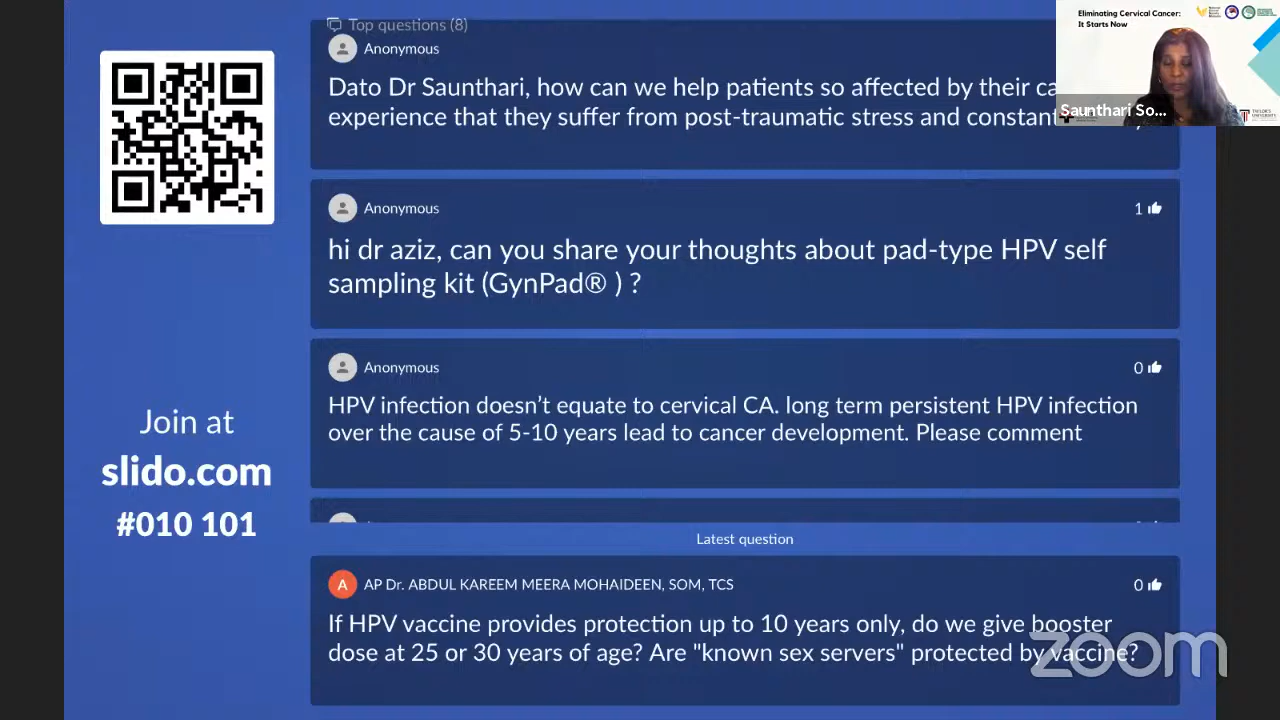 Top questions (8)
Anonymous
Dato Dr Saunthari, how can we help patients so affected by their ca
experience that they suffer from post-traumatic stress and constant
Anonymous
1
hi dr aziz, can you share your thoughts about pad-type HPV self
sampling kit (GynPad® ) ?
Anonymous
0
HPV infection doesn’t equate to cervical CA. long term persistent HPV infection
over the cause of 5-10 years lead to cancer development. Please comment
Latest question
A
AP Dr. ABDUL KAREEM MEERA MOHAIDEEN, SOM, TCS
0
If HPV vaccine provides protection up to 10 years only, do we give booster
dose at 25 or 30 years of age? Are "known sex servers" protected by vaccine?
Join at
slido.com
#010 101
Eliminating Cervical Cancer:
It Starts Now
Saunthari So...
TAYLOR'S
UNIVERSITY
zoom